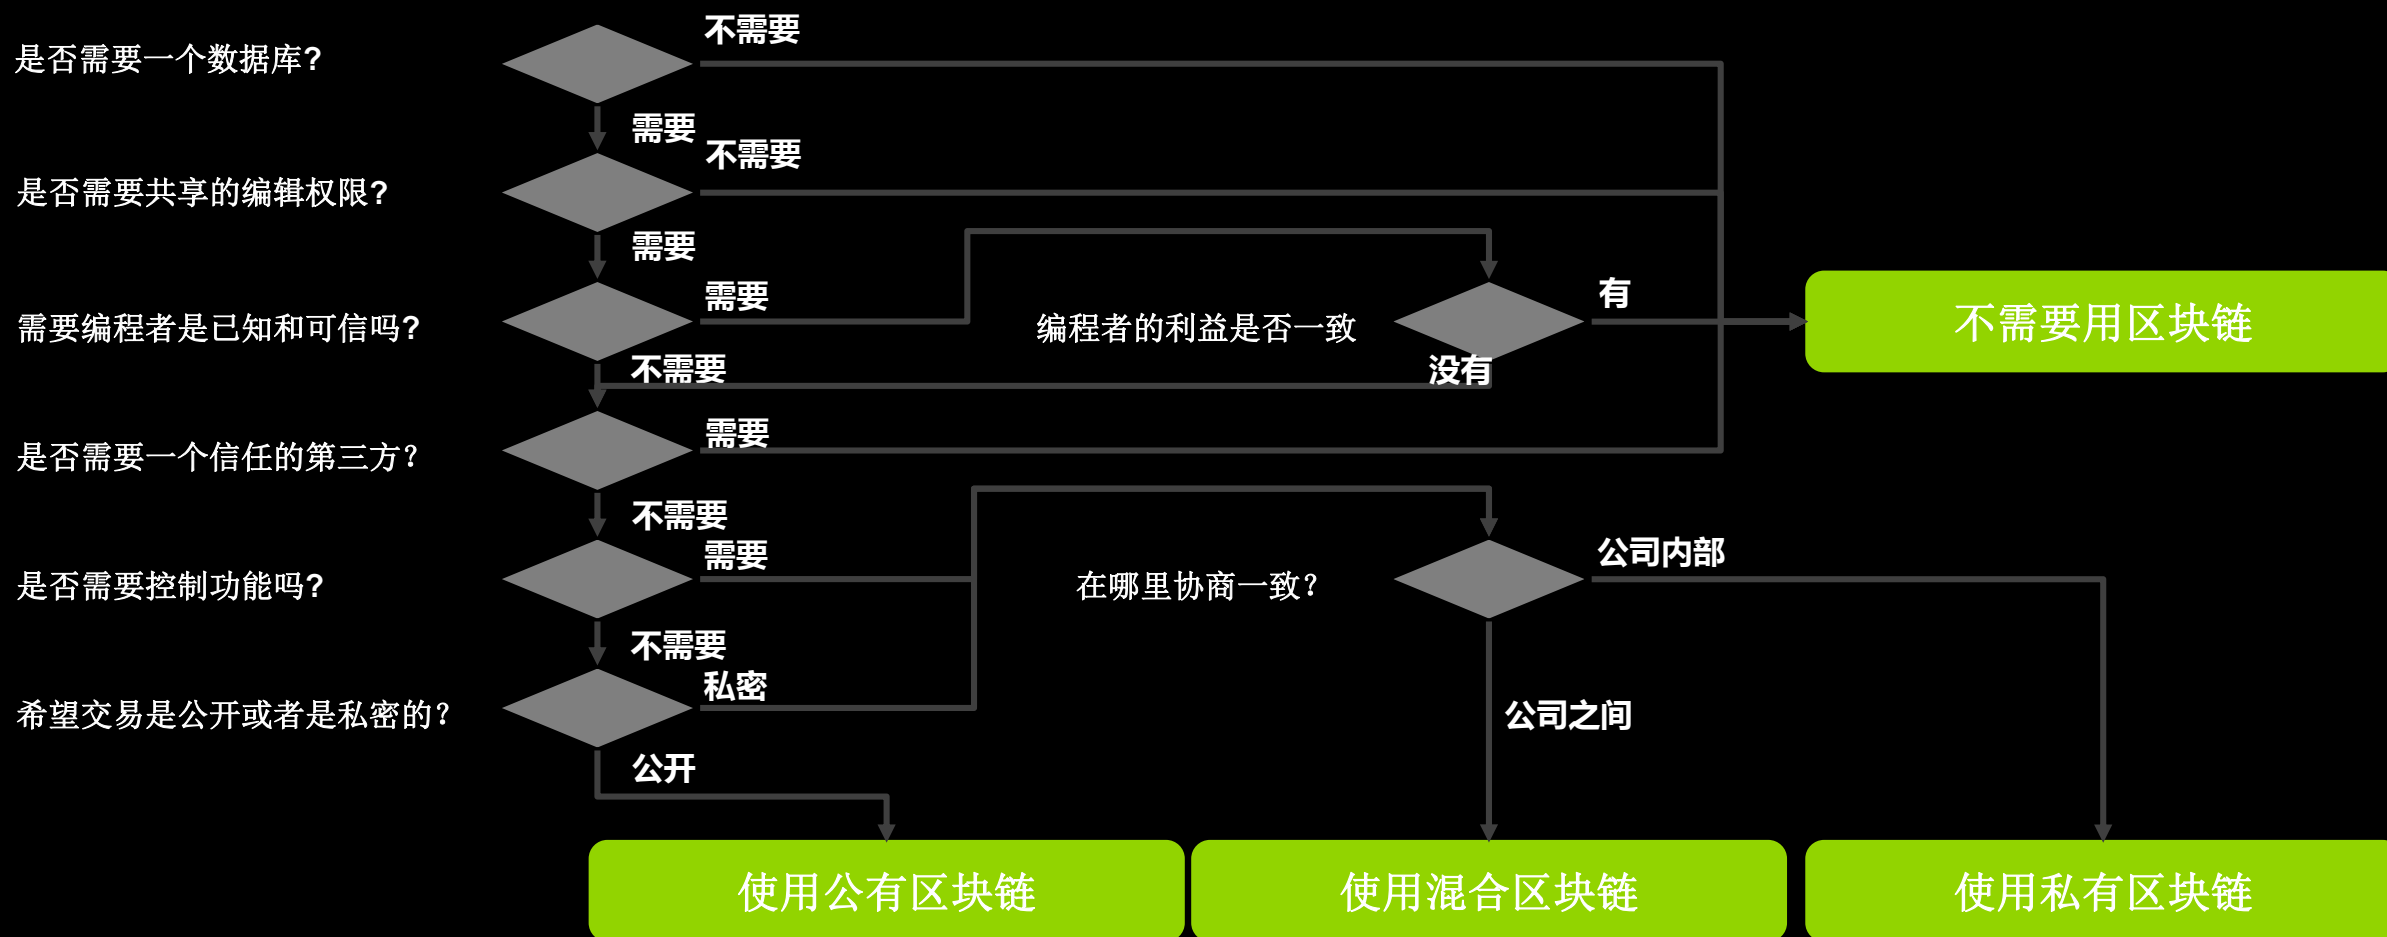 是否需要一个数据库?
不需要
需要
是否需要共享的编辑权限?
不需要
需要
需要编程者是已知和可信吗?
需要
不需要
编程者的利益是否一致
有
没有
不需要用区块链
是否需要一个信任的第三方?
需要
不需要
是否需要控制功能吗?
需要
不需要
在哪里协商一致?
公司内部
公司之间
希望交易是公开或者是私密的?
私密
公开
使用公有区块链
使用混合区块链
使用私有区块链